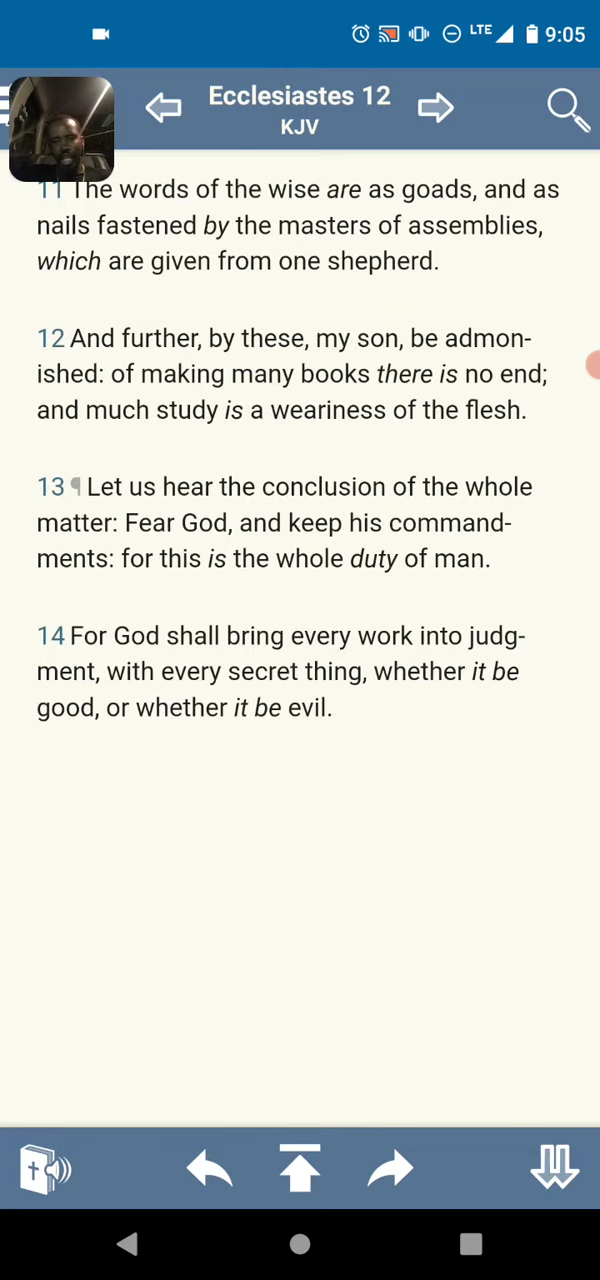 LTE 9:05
Ecclesiastes 12
KJV
11 The words of the wise are as goads, and as
nails fastened by the masters of assemblies,
which are given from one shepherd.
12 And further, by these, my son, be admon-
ished: of making many books there is no end;
and much study is a weariness of the flesh.
13 ¶ Let us hear the conclusion of the whole
matter: Fear God, and keep his command-
ments: for this is the whole duty of man.
14 For God shall bring every work into judg-
ment, with every secret thing, whether it be
good, or whether it be evil.